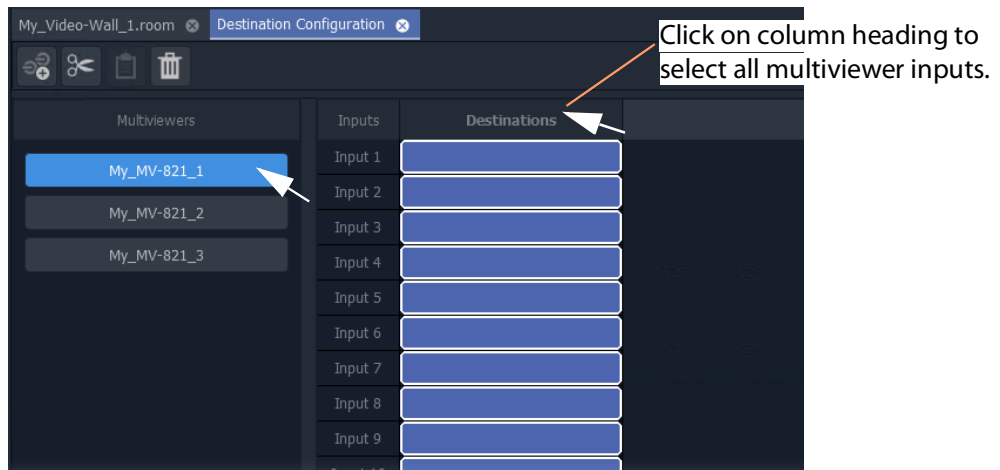 My_Video-Wall_1.room
Destination Configuration
Click on column heading to
select all multiviewer inputs.
Multiviewers
Inputs
Destinations
My_MV-821_1
My_MV-821_2
My_MV-821_3
Input 1
Input 2
Input 3
Input 4
Input 5
Input 6
Input 7
Input 8
Input 9